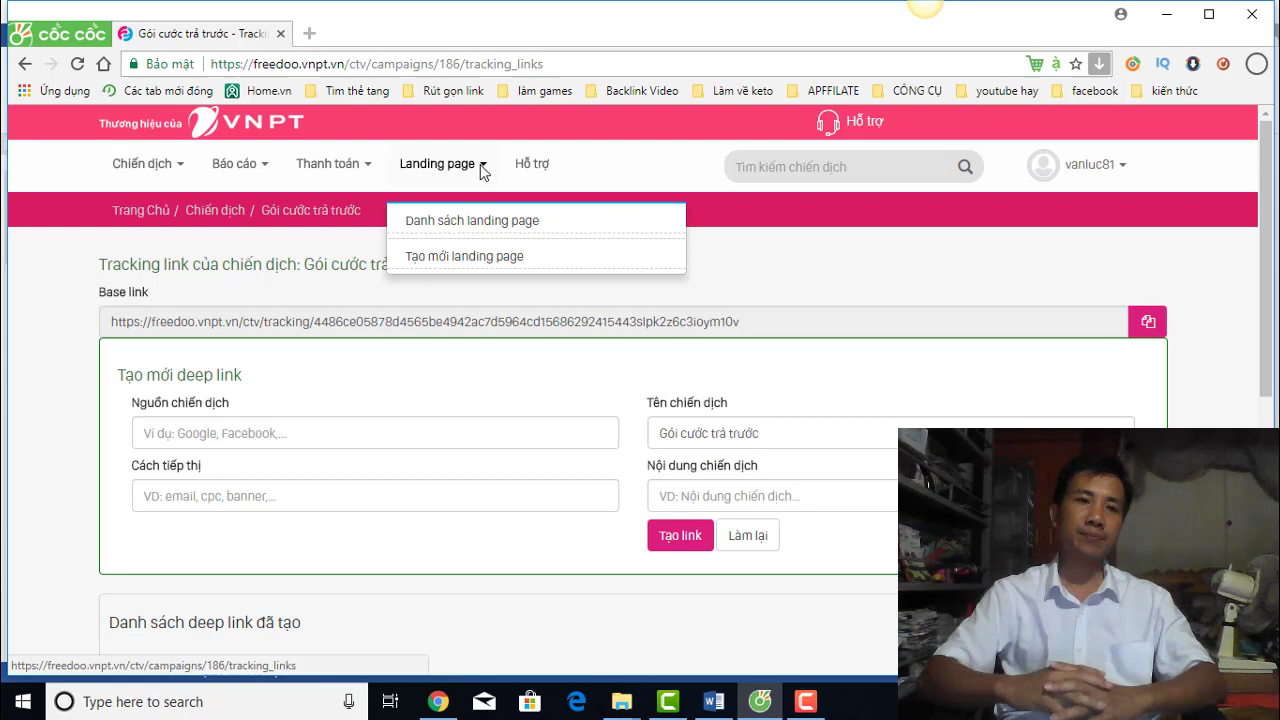 cốc cốc
Gói cước trả trước - Tracki
Bảo mật
https://freedoo.vnpt.vn/ctv/campaigns/186/tracking_links
Ứng dụng
Các tab mới đóng
Home.vn
Tìm thẻ tang
Rút gọn link
làm games
Backlink Video
Làm vẽ keto
APFFILATE
CÔNG CỤ
youtube hay
facebook
kiến thức
Thương hiệu của VNPT
Hỗ trợ
Chiến dịch
Báo cáo
Thanh toán
Landing page
Hỗ trợ
Tìm kiếm chiến dịch
vanluc81
Trang Chủ / Chiến dịch / Gói cước trả trước
Danh sách landing page
Tạo mới landing page
Tracking link của chiến dịch: Gói cước trả
Base link
https://freedoo.vnpt.vn/ctv/tracking/4486ce05878d4565be4942ac7d5964cd15686292415443slpk2z6c3ioym10v
Tạo mới deep link
Nguồn chiến dịch
Tên chiến dịch
Ví dụ: Google, Facebook,...
Gói cước trả trước
Cách tiếp thị
Nội dung chiến dịch
VD: email, cpc, banner,...
VD: Nội dung chiến dịch...
Tạo link
Làm lại
Danh sách deep link đã tạo
https://freedoo.vnpt.vn/ctv/campaigns/186/tracking_links
Type here to search